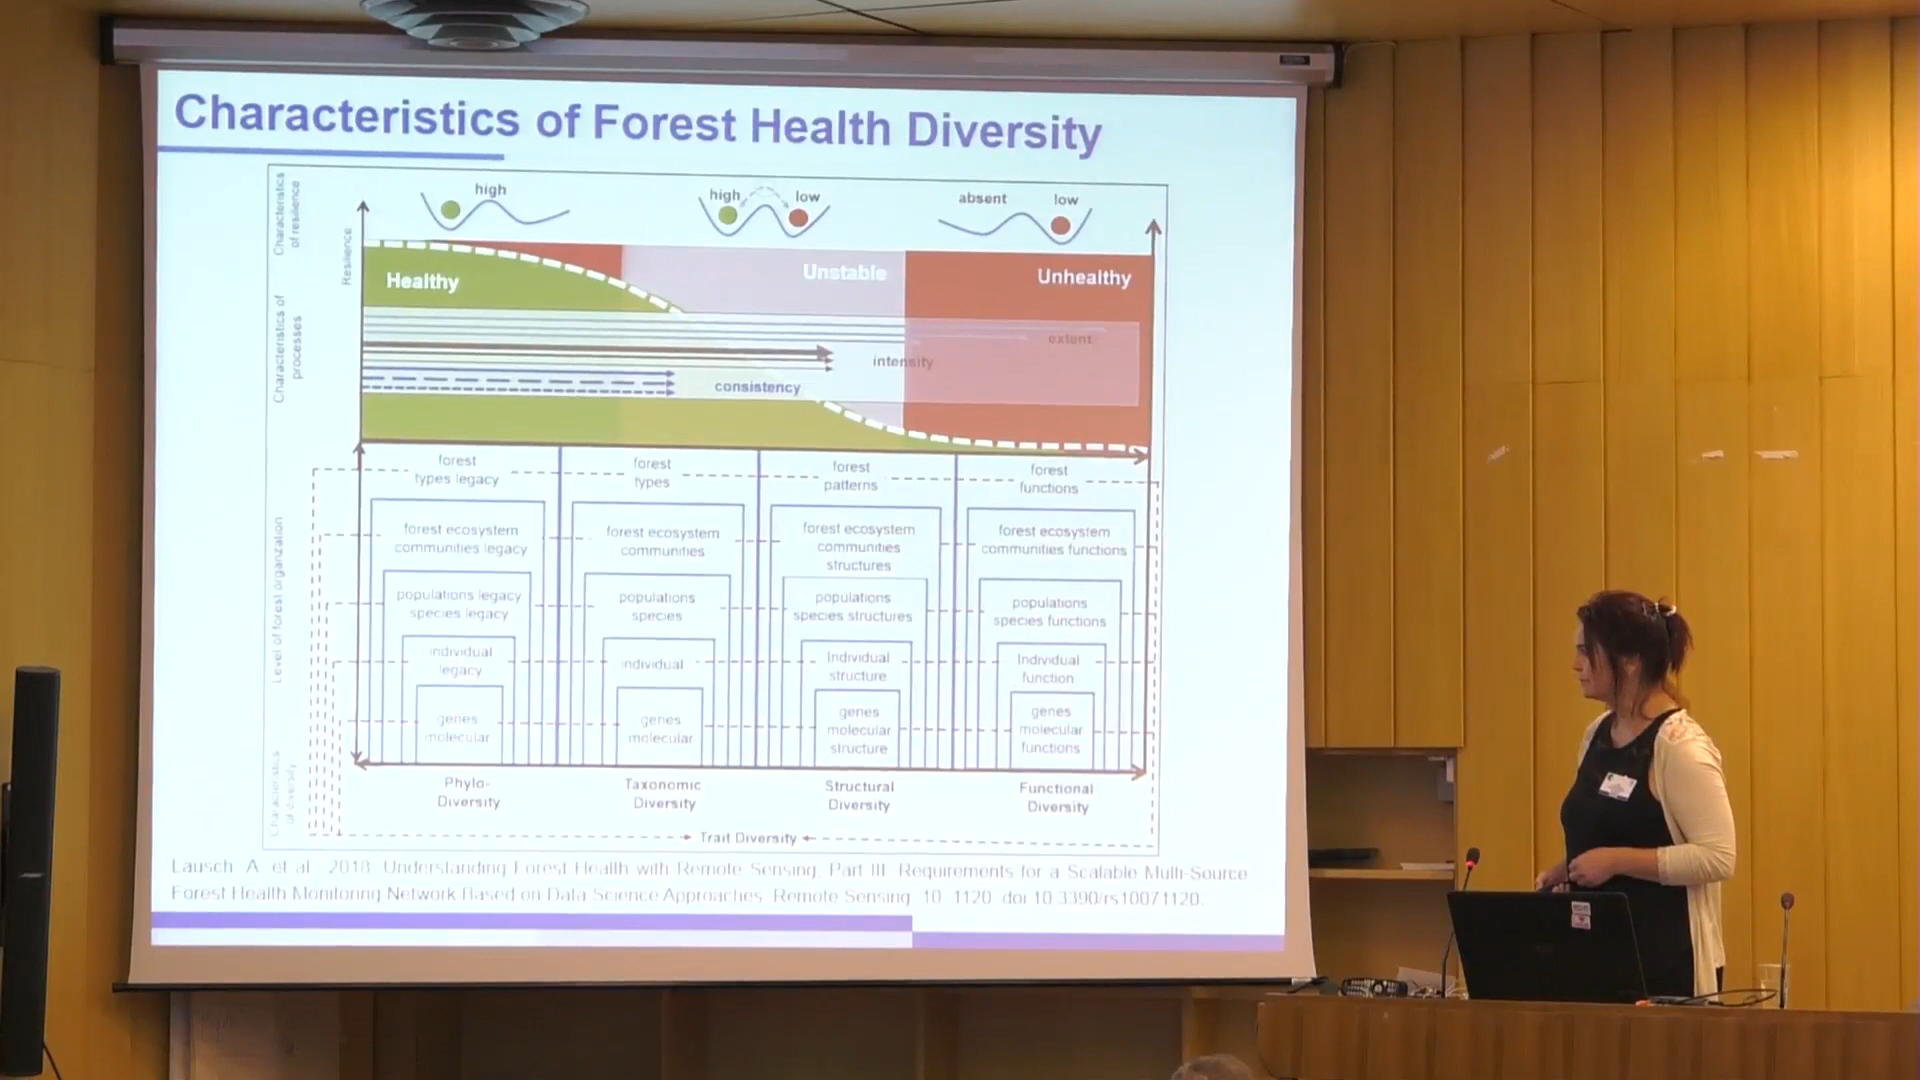 Characteristics of Forest Health Diversity
Characteristics
of resilience
high
high
low
absent
low
Resilience
Healthy
Unstable
Unhealthy
Characteristics of
processes
extent
intensity
consistency
Level of forest organization
forest
types legacy
forest
types
forest
patterns
forest
functions
forest ecosystem
communities legacy
forest ecosystem
communities
forest ecosystem
communities
structures
forest ecosystem
communities functions
populations legacy
species legacy
populations
species
populations
species structures
populations
species functions
individual
legacy
individual
Individual
structure
Individual
function
genes
molecular
genes
molecular
genes
molecular
structure
genes
molecular
functions
Characteristics
of diversity
Phylo-
Diversity
Taxonomic
Diversity
Structural
Diversity
Functional
Diversity
Trait Diversity
Lausch A et al 2018 Understanding Forest Health with Remote Sensing, Part III Requirements for a Scalable Multi-Source
Forest Health Monitoring Network Based on Data Science Approaches Remote Sensing 10 1120 doi 10.3390/rs10071120.